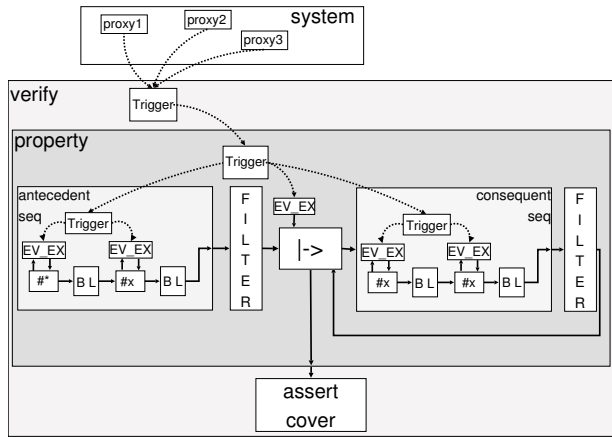 system
proxy1
proxy2
proxy3
verify
Trigger
property
Trigger
antecedent
seq
Trigger
EV_EX
EV_EX
#*
B L
#x
B L
F
I
L
T
E
R
EV_EX
|->
consequent
seq
Trigger
EV_EX
EV_EX
#x
B L
#x
B L
F
I
L
T
E
R
assert
cover